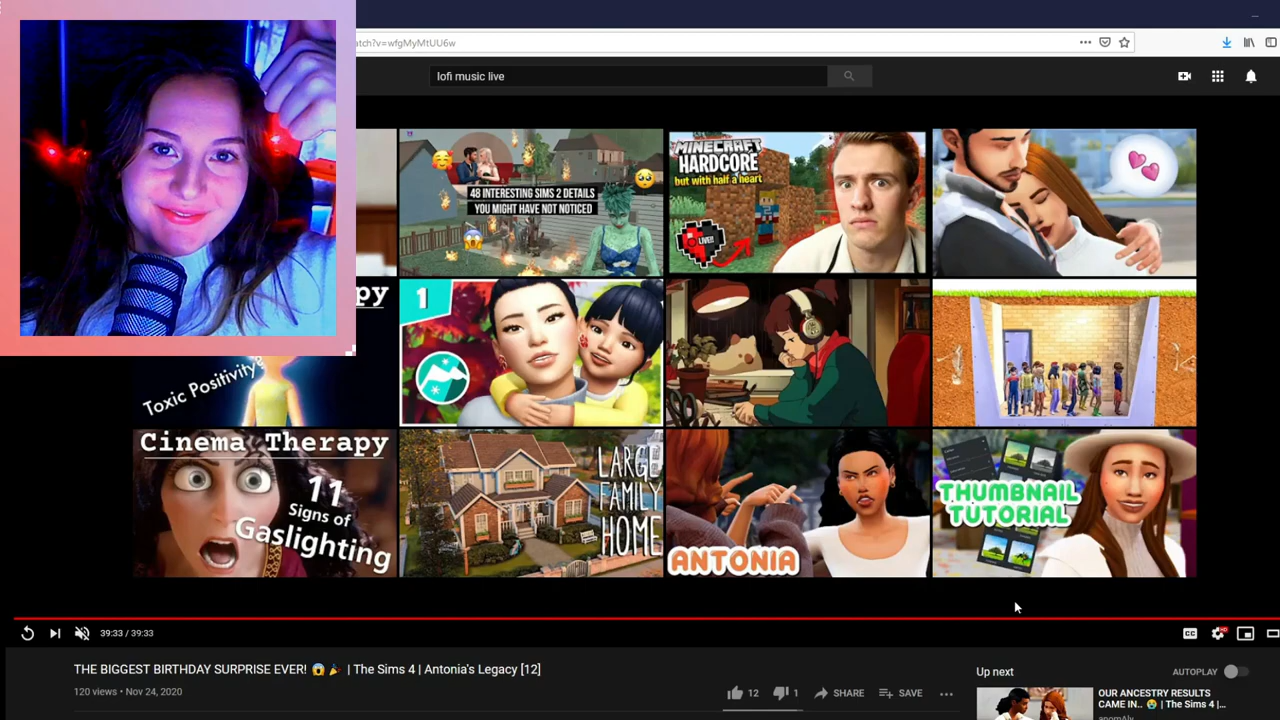 atch?v=wfgMyMtUU6w
lofi music live
48 INTERESTING SIMS 2 DETAILS
YOU MIGHT HAVE NOT NOTICED
MINECRAFT
HARDCORE
but with half a heart
LIVE!
py
Toxic Positivity
1
Cinema Therapy
11
Signs of
Gaslighting
LARGE
FAMILY
HOME
ANTONIA
THUMBNAIL
TUTORIAL
39:33 / 39:33
CC
HD
THE BIGGEST BIRTHDAY SURPRISE EVER! 😱 🎉 | The Sims 4 | Antonia's Legacy [12]
120 views • Nov 24, 2020
12
1
SHARE
SAVE
Up next
AUTOPLAY
OUR ANCESTRY RESULTS
CAME IN.. 😭 | The Sims 4 |...